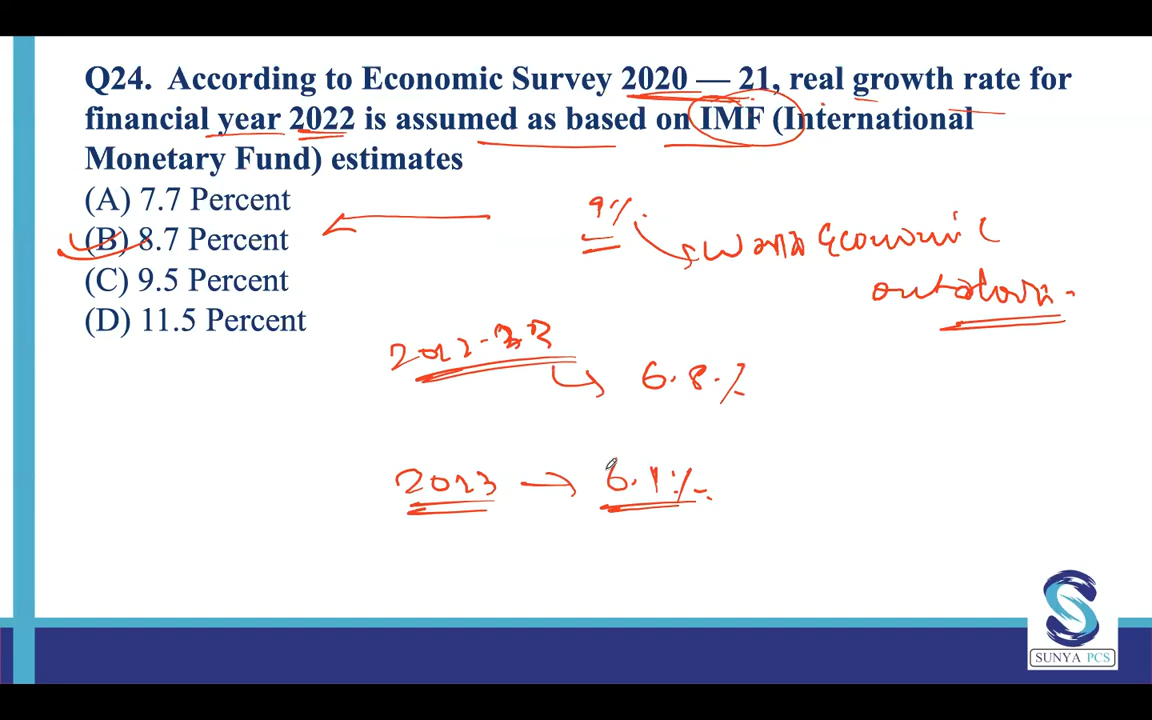 Q24. According to Economic Survey 2020 — 21, real growth rate for
financial year 2022 is assumed as based on IMF (International
Monetary Fund) estimates
(A) 7.7 Percent
(B) 8.7 Percent
(C) 9.5 Percent
(D) 11.5 Percent
9%.
Economic
6.8.%
2023 → 6.1%
SUNYA PCS